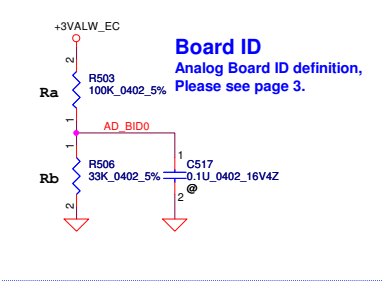 +3VALW_EC
Board ID
Analog Board ID definition,
Please see page 3.
2
R503
Ra
100K_0402_5%
1
AD_BID0
1
1
R506
C517
Rb
33K_0402_5%
0.1U_0402_16V4Z
@
2
2